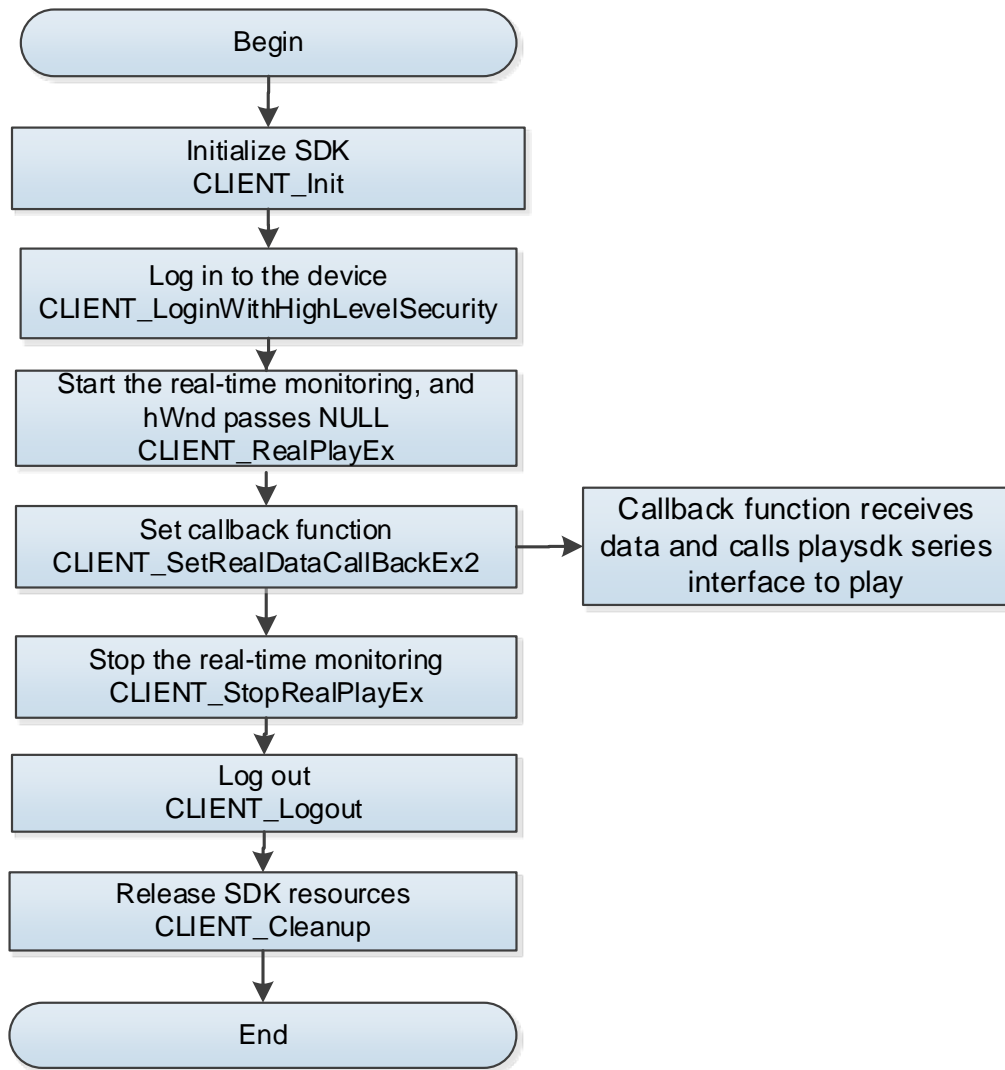 Begin
Initialize SDK
CLIENT_Init
Log in to the device
CLIENT_LoginWithHighLevelSecurity
Start the real-time monitoring, and
hWnd passes NULL
CLIENT_RealPlayEx
Set callback function
CLIENT_SetRealDataCallBackEx2
Callback function receives
data and calls playsdk series
interface to play
Stop the real-time monitoring
CLIENT_StopRealPlayEx
Log out
CLIENT_Logout
Release SDK resources
CLIENT_Cleanup
End